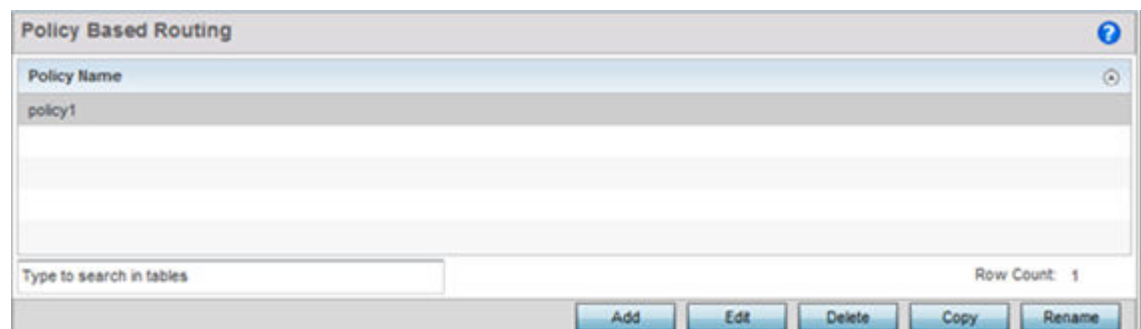 Policy Based Routing
?
Policy Name
policy1
Type to search in tables
Row Count: 1
Add Edit Delete Copy Rename